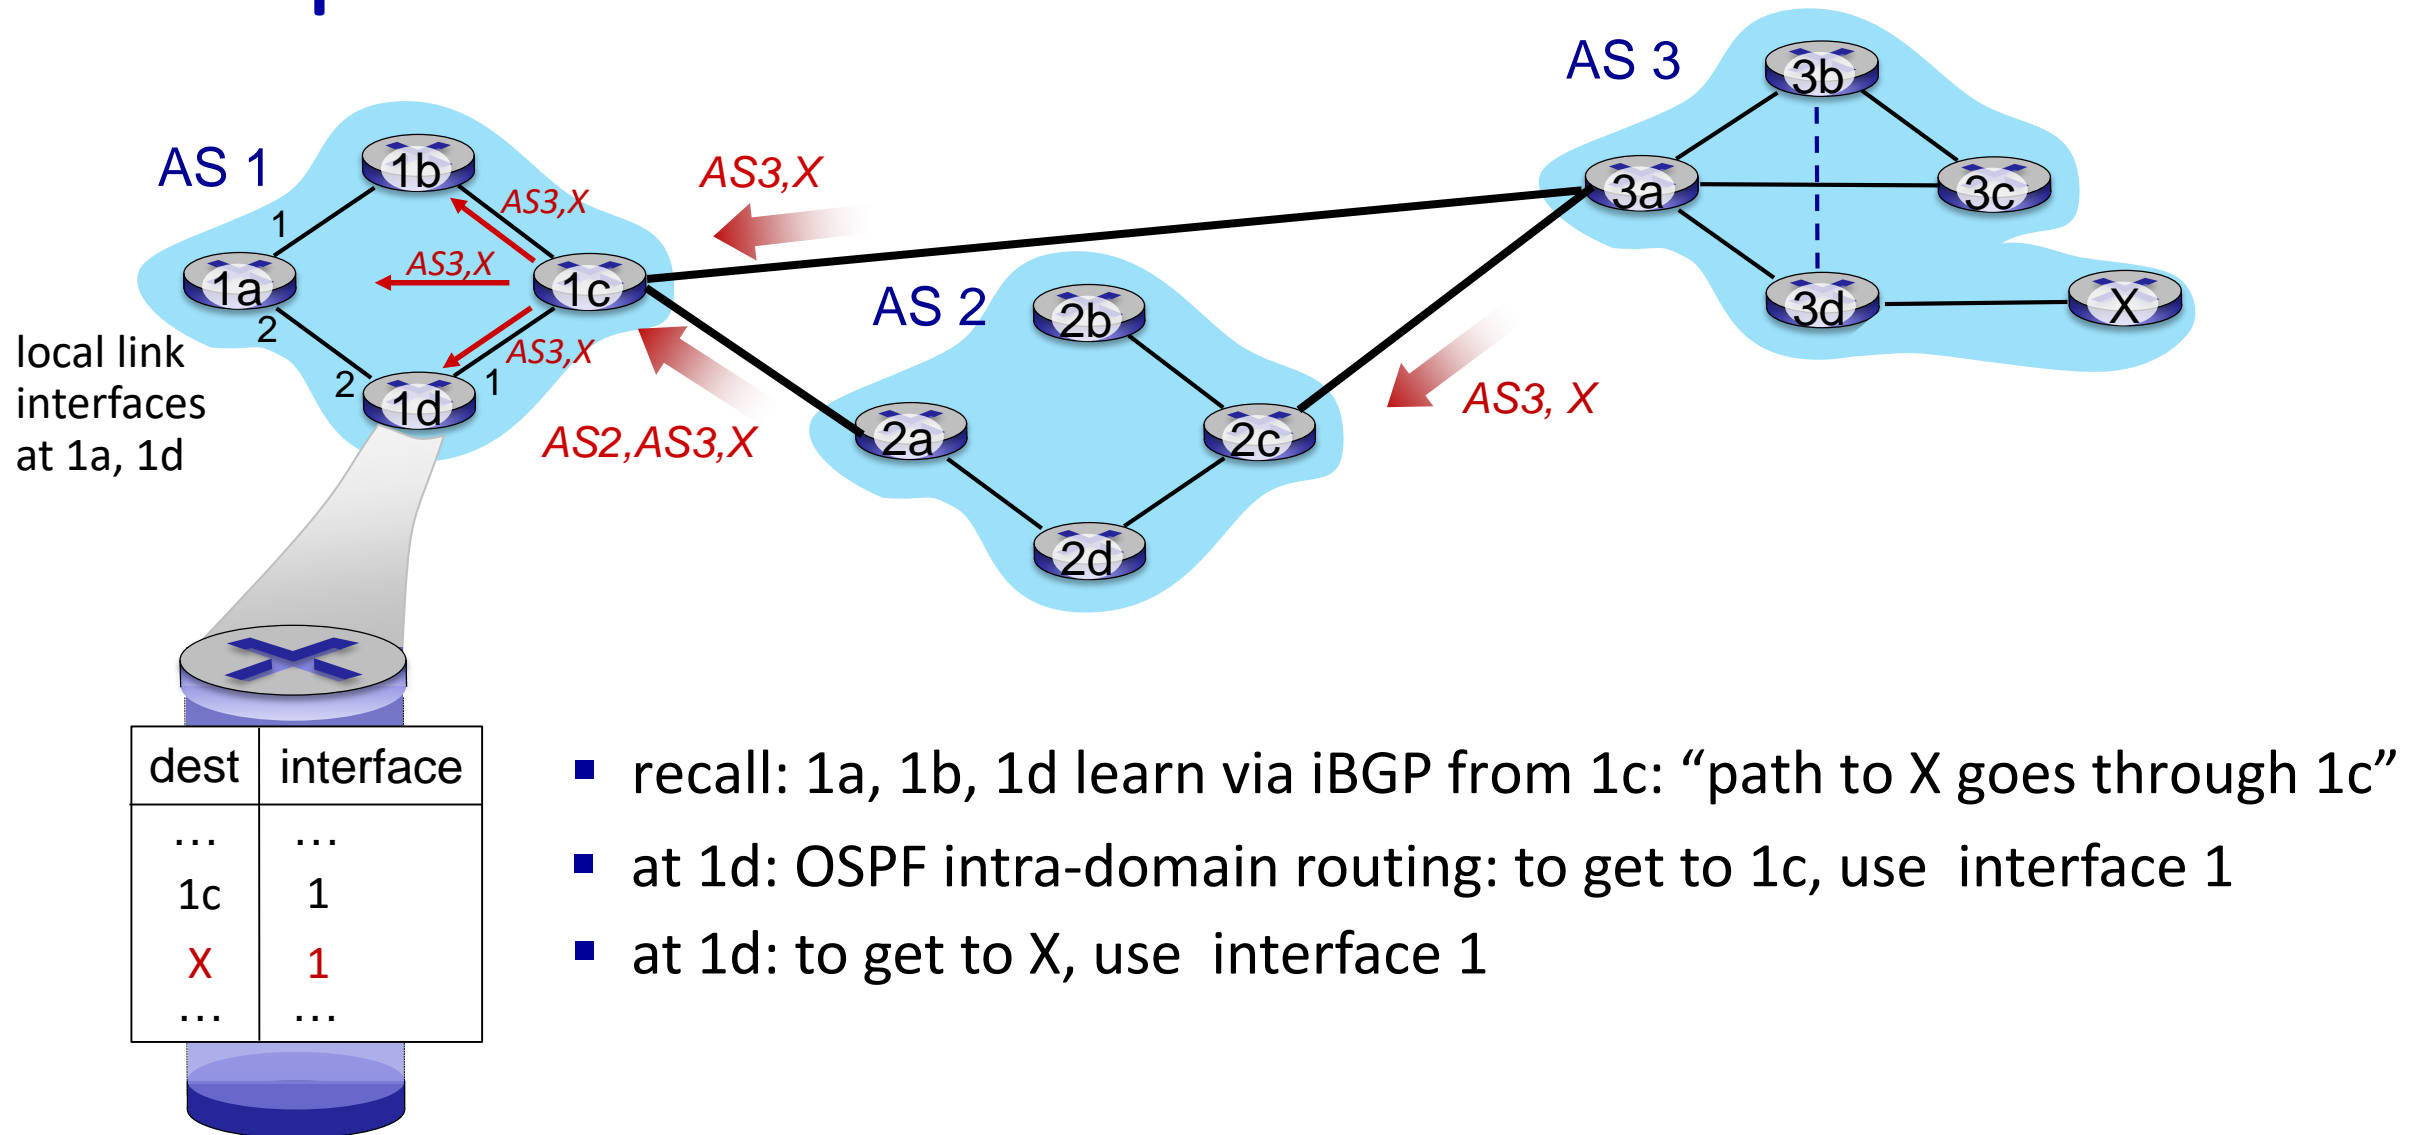 AS 3
3b
AS 1
1b
AS3,X
AS3,X
3a
3c
1
AS3,X
1a
1c
AS 2
2b
3d
X
2
local link
interfaces
at 1a, 1d
AS3,X
2
1
1d
AS3, X
AS2,AS3,X
2a
2c
2d
dest interface
... ...
1c 1
X 1
... ...
▪ recall: 1a, 1b, 1d learn via iBGP from 1c: “path to X goes through 1c”
▪ at 1d: OSPF intra-domain routing: to get to 1c, use interface 1
▪ at 1d: to get to X, use interface 1